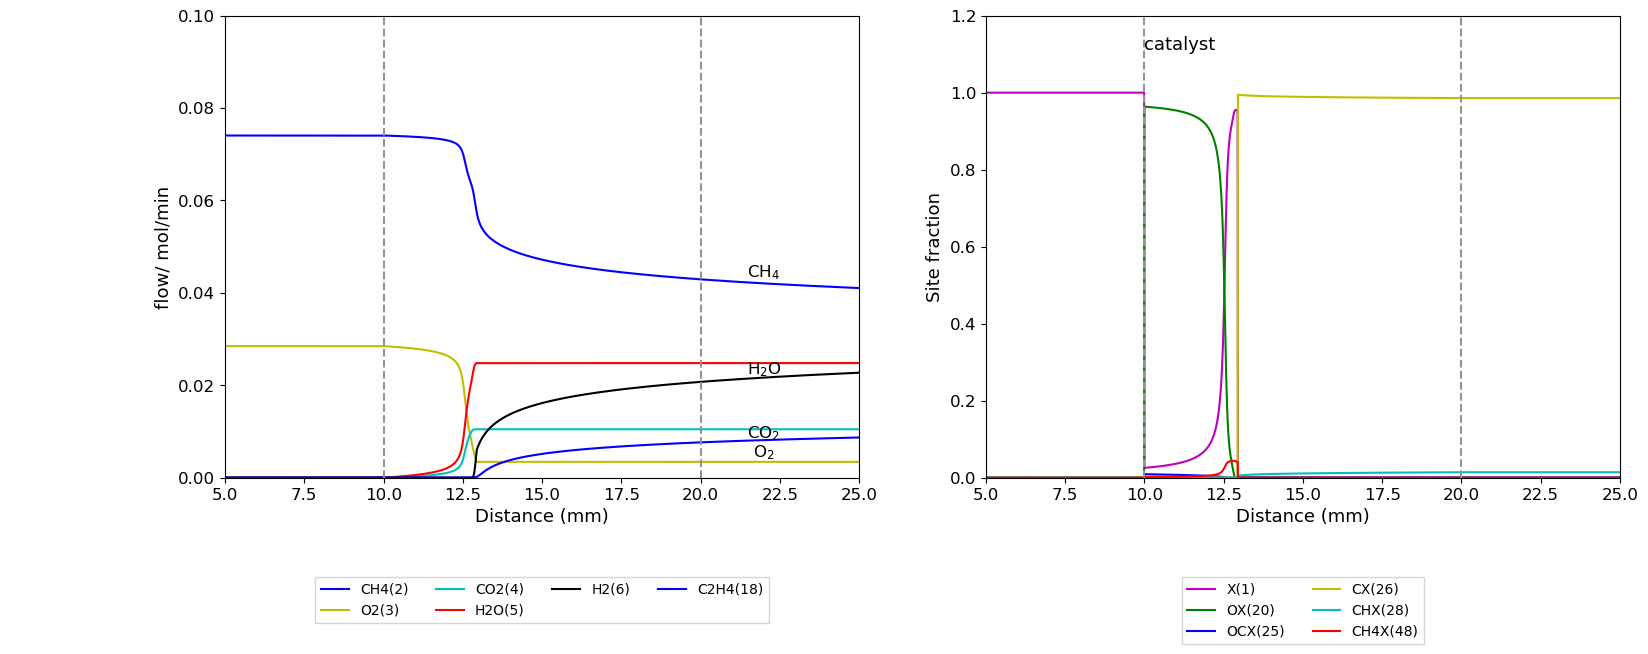 0.10
0.08
0.06
0.04
0.02
0.00
flow/ mol/min
CH₄
H₂O
CO₂
O₂
5.0 7.5 10.0 12.5 15.0 17.5 20.0 22.5 25.0
Distance (mm)
CH4(2) CO2(4) H2(6) C2H4(18)
O2(3) H2O(5)
1.2
1.0
0.8
0.6
0.4
0.2
0.0
Site fraction
catalyst
5.0 7.5 10.0 12.5 15.0 17.5 20.0 22.5 25.0
Distance (mm)
X(1) CX(26)
OX(20) CHX(28)
OCX(25) CH4X(48)